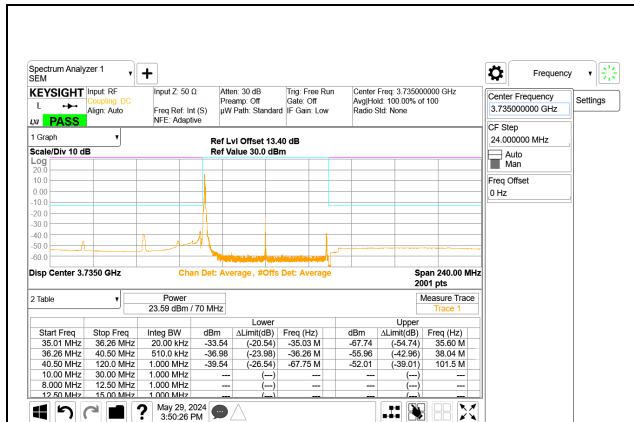 Spectrum Analyzer 1
SEM
Frequency
KEYSIGHT
L
LXI PASS
Input: RF
Coupling: DC
Align: Auto
Input Z: 50 Ω
Freq Ref: Int (S)
NFE: Adaptive
Atten: 30 dB
Preamp: Off
µW Path: Standard
Trig: Free Run
Gate: Off
IF Gain: Low
Center Freq: 3.735000000 GHz
Avg|Hold: 100.00% of 100
Radio Std: None
Center Frequency
3.735000000 GHz
Settings
CF Step
24.000000 MHz
Auto
Man
Freq Offset
0 Hz
1 Graph
Scale/Div 10 dB
Ref Lvl Offset 13.40 dB
Ref Value 30.0 dBm
Log
20.0
10.0
0.00
-10.0
-20.0
-30.0
-40.0
-50.0
-60.0
Disp Center 3.7350 GHz
Chan Det: Average, #Offs Det: Average
Span 240.00 MHz
2001 pts
2 Table
Power
23.59 dBm / 70 MHz
Measure Trace
Trace 1
Lower Upper
Start Freq Stop Freq Integ BW dBm ΔLimit(dB) Freq (Hz) dBm ΔLimit(dB) Freq (Hz)
35.01 MHz 36.26 MHz 20.00 kHz -33.54 (-20.54) -35.03 M -67.74 (-54.74) 35.60 M
36.26 MHz 40.50 MHz 510.0 kHz -36.98 (-23.98) -36.26 M -55.96 (-42.96) 38.04 M
40.50 MHz 120.0 MHz 1.000 MHz -39.54 (-26.54) -67.75 M -52.01 (-39.01) 101.5 M
10.00 MHz 30.00 MHz 1.000 MHz --- (---) --- (---)
8.000 MHz 12.50 MHz 1.000 MHz --- (---) --- (---)
12.50 MHz 15.00 MHz 1.000 MHz --- (---) --- (---)
May 29, 2024
3:50:26 PM